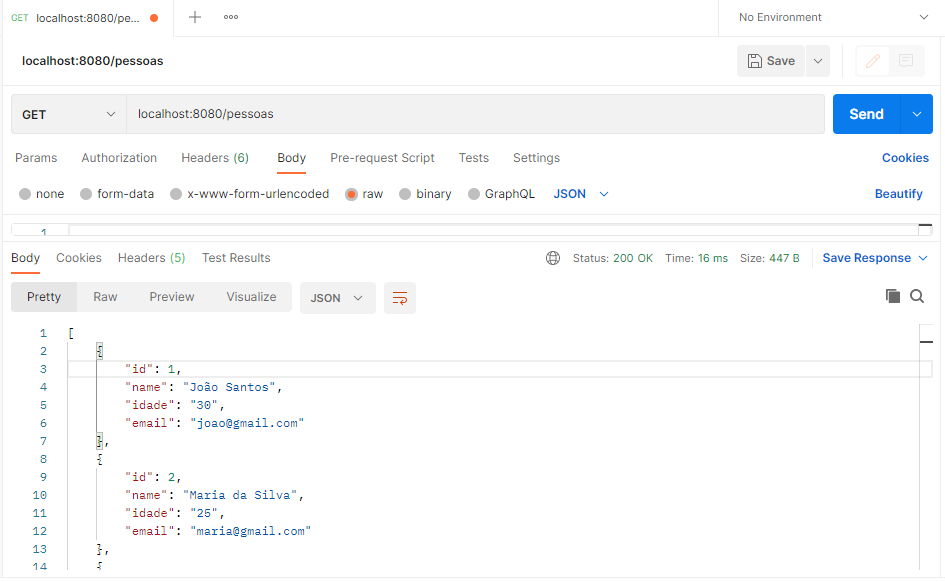 GET localhost:8080/pe... No Environment
localhost:8080/pessoas Save
GET localhost:8080/pessoas Send
Params Authorization Headers (6) Body Pre-request Script Tests Settings Cookies
none form-data x-www-form-urlencoded raw binary GraphQL JSON Beautify
1
Body Cookies Headers (5) Test Results Status: 200 OK Time: 16 ms Size: 447 B Save Response
Pretty Raw Preview Visualize JSON
1 [
2 {
3 "id": 1,
4 "name": "João Santos",
5 "idade": "30",
6 "email": "joao@gmail.com"
7 },
8 {
9 "id": 2,
10 "name": "Maria da Silva",
11 "idade": "25",
12 "email": "maria@gmail.com"
13 },
14 {